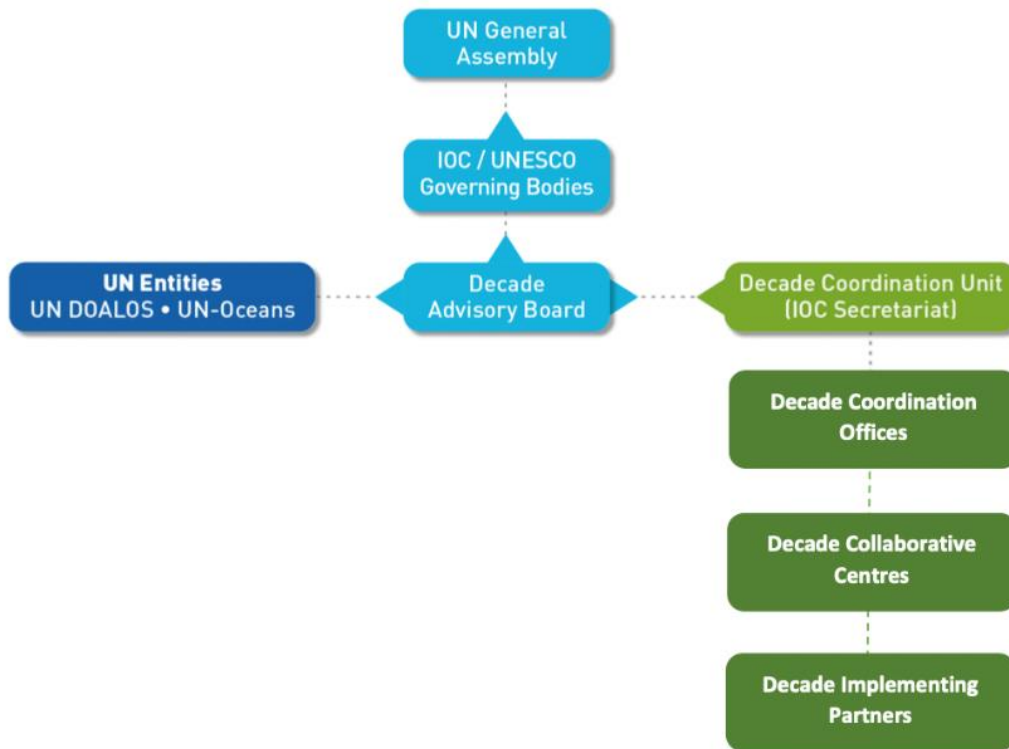 UN General
Assembly
IOC / UNESCO
Governing Bodies
UN Entities
UN DOALOS • UN-Oceans
Decade
Advisory Board
Decade Coordination Unit
(IOC Secretariat)
Decade Coordination
Offices
Decade Collaborative
Centres
Decade Implementing
Partners